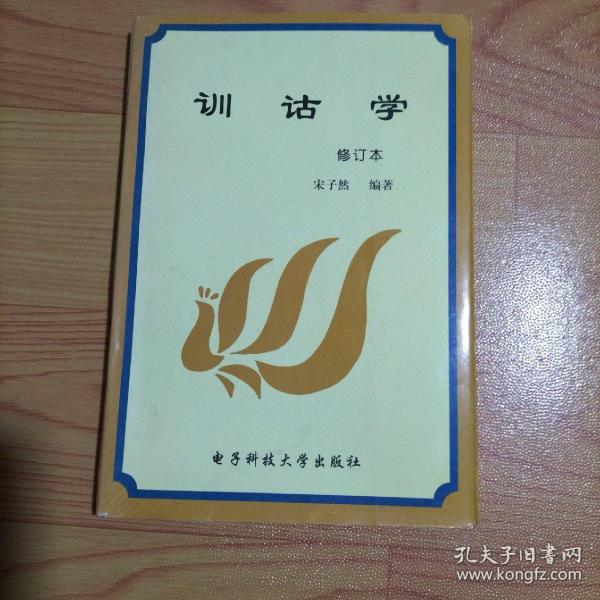 训诂学
修订本
宋子然 编著
电子科技大学出版社
孔夫子旧书网
www.kongfz.com